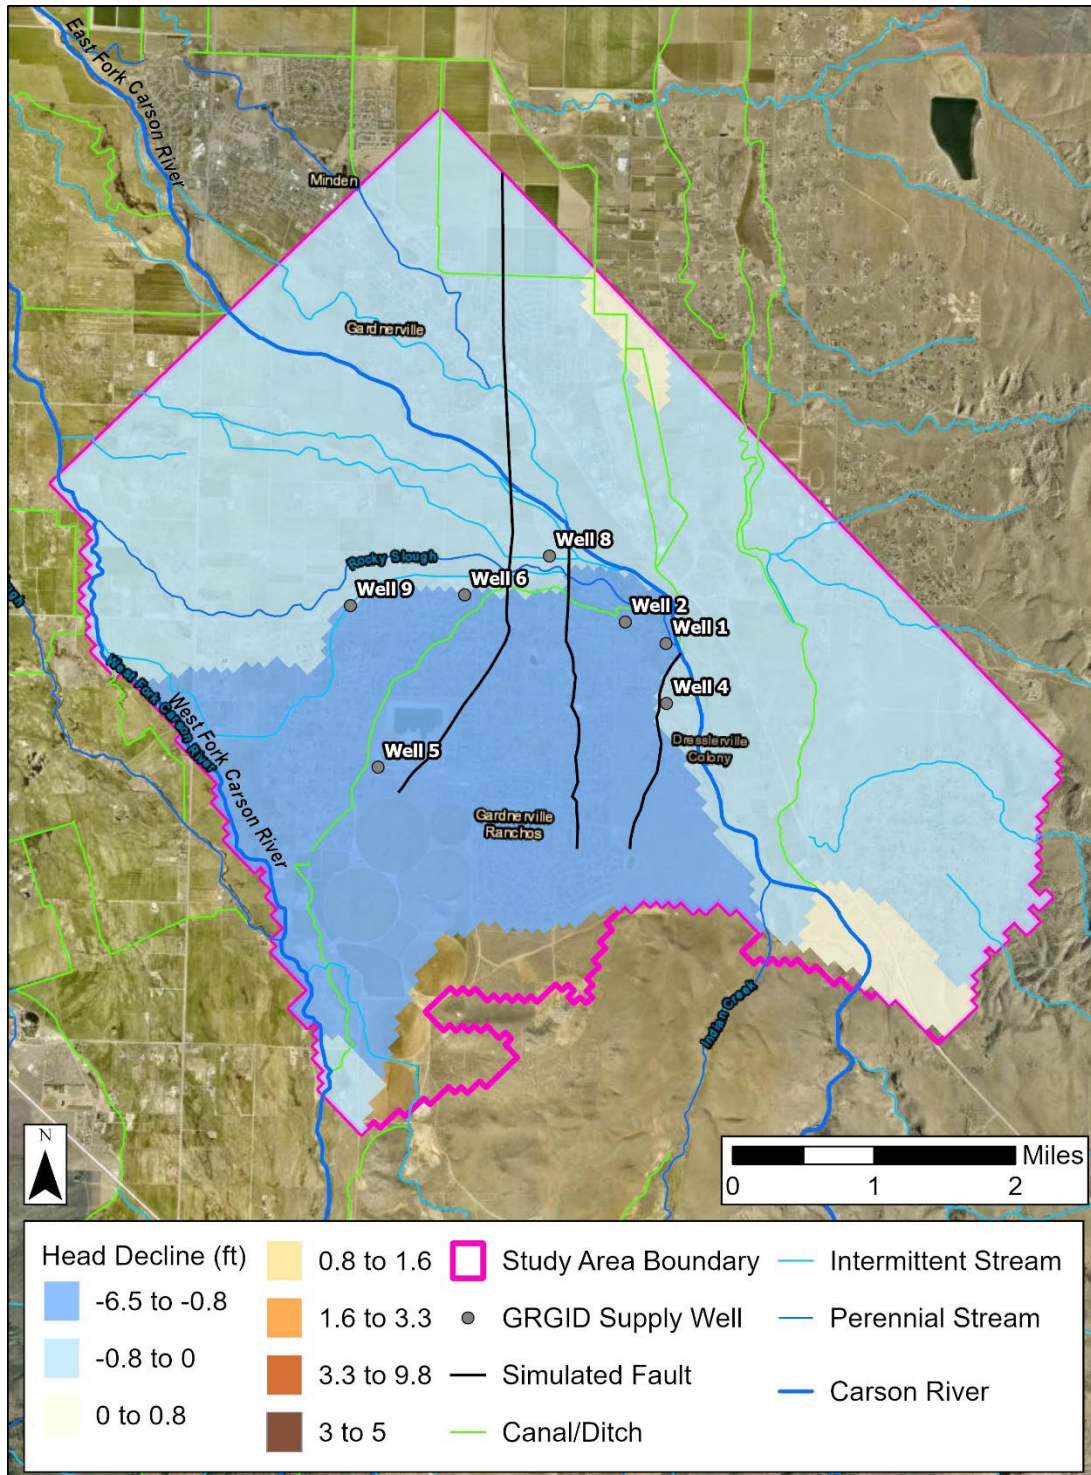 East Fork Carson River
Minden
Gardnerville
Well 8
Rocky Slough
Well 6
Well 9
Well 2
Well 1
West Fork Carson River
West Fork Carson River
Well 4
Dresslerville
Colony
Well 5
Gardnerville
Ranchos
Indian Creek
N
Miles
0 1 2
Head Decline (ft)
-6.5 to -0.8
-0.8 to 0
0 to 0.8
0.8 to 1.6
1.6 to 3.3
3.3 to 9.8
3 to 5
Study Area Boundary
GRGID Supply Well
Simulated Fault
Canal/Ditch
Intermittent Stream
Perennial Stream
Carson River